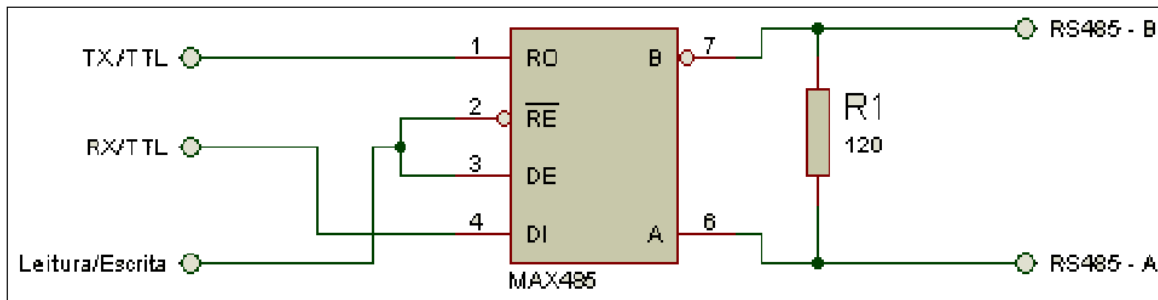 TX/TTL
RX/TTL
Leitura/Escrita
1
2
3
4
RO
RE
DE
DI
B
A
7
6
MAX485
R1
120
RS485 - B
RS485 - A